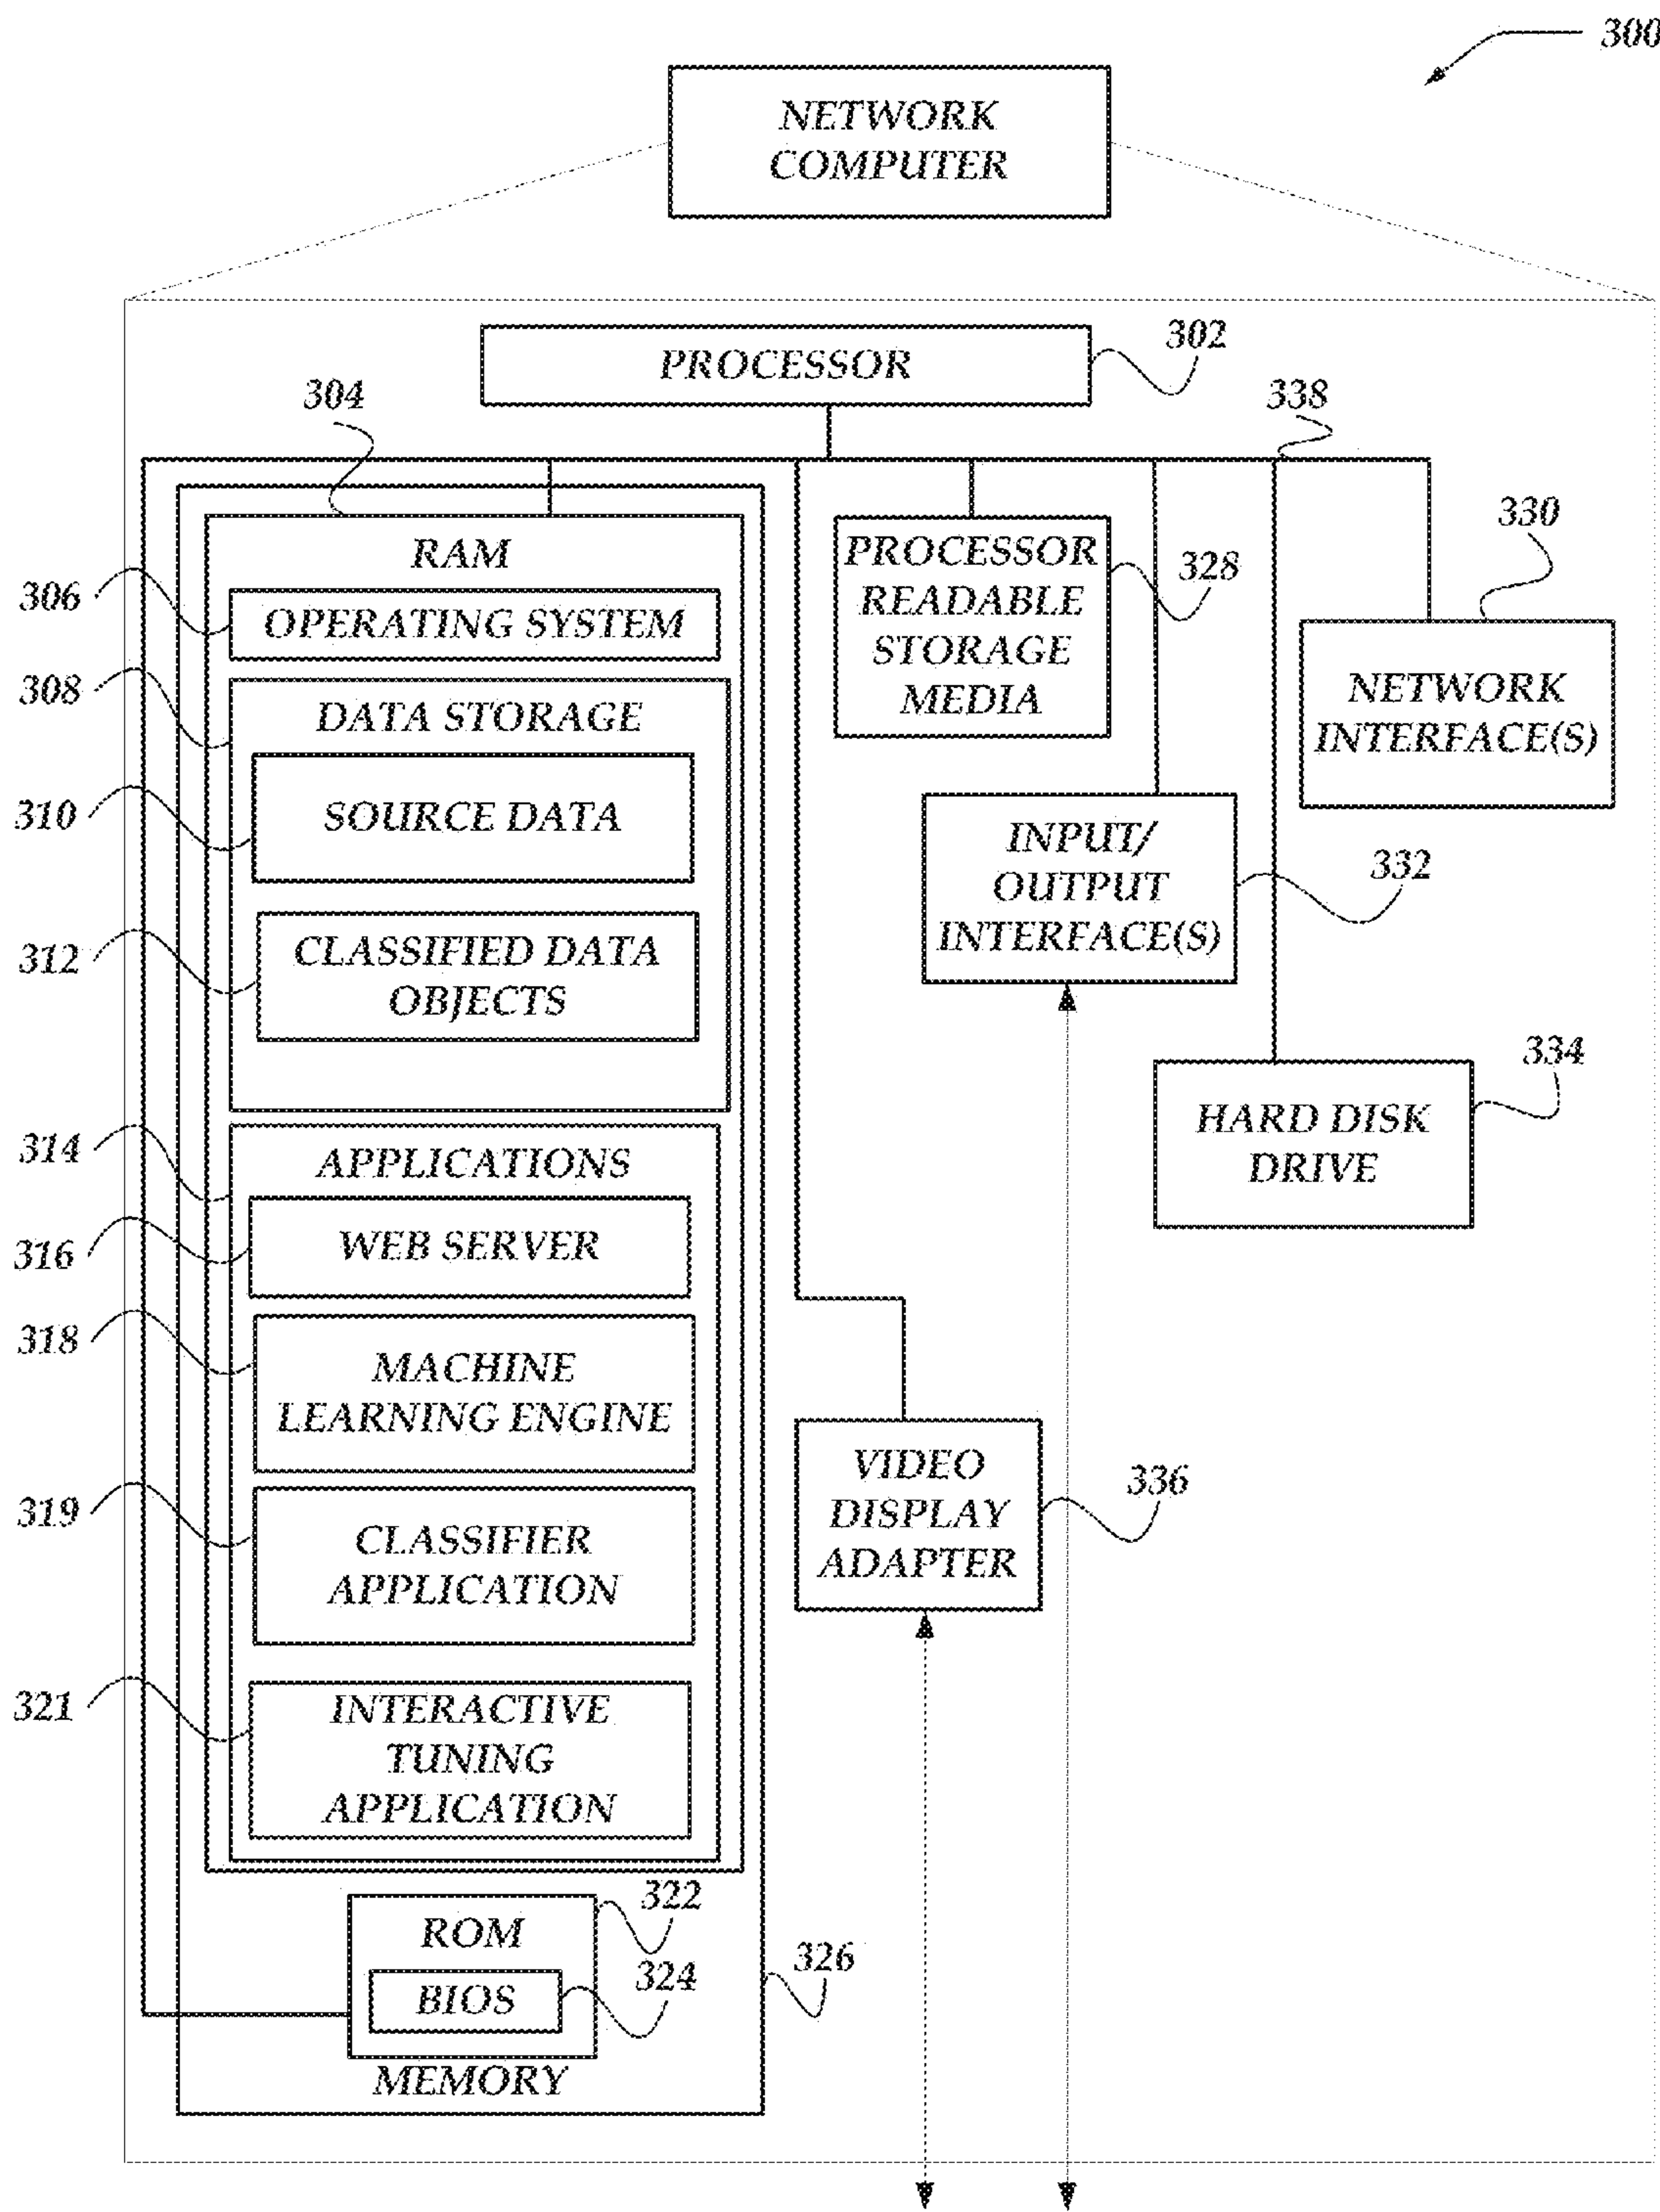 300
NETWORK
COMPUTER
PROCESSOR
302
304
338
RAM
306
OPERATING SYSTEM
308
DATA STORAGE
310
SOURCE DATA
312
CLASSIFIED DATA
OBJECTS
314
APPLICATIONS
316
WEB SERVER
318
MACHINE
LEARNING ENGINE
319
CLASSIFIER
APPLICATION
321
INTERACTIVE
TUNING
APPLICATION
322
ROM
324
BIOS
326
MEMORY
PROCESSOR
READABLE
STORAGE
MEDIA
328
330
NETWORK
INTERFACE(S)
INPUT/
OUTPUT
INTERFACE(S)
332
334
HARD DISK
DRIVE
VIDEO
DISPLAY
ADAPTER
336